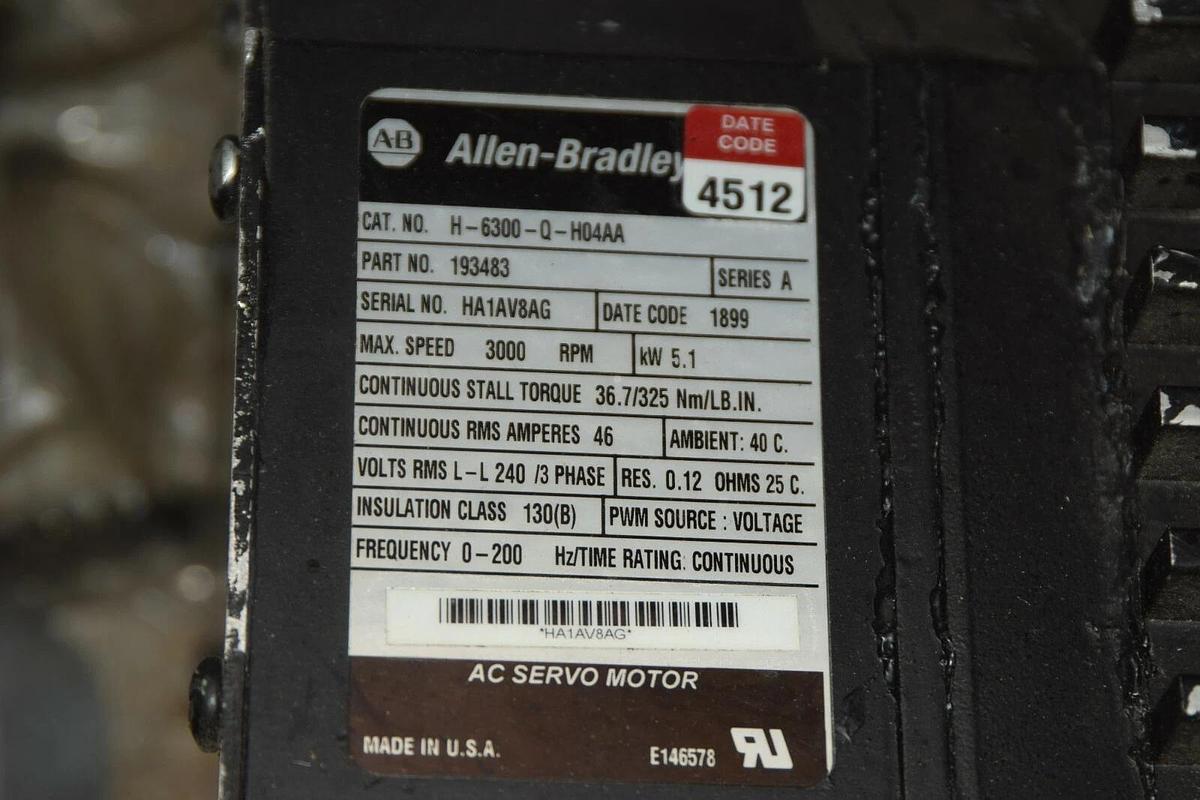 A-B Allen-Bradley
DATE
CODE
4512
CAT. NO. H-6300-Q-H04AA
PART NO. 193483 SERIES A
SERIAL NO. HA1AV8AG DATE CODE 1899
MAX. SPEED 3000 RPM kW 5.1
CONTINUOUS STALL TORQUE 36.7/325 Nm/LB.IN.
CONTINUOUS RMS AMPERES 46 AMBIENT: 40 C.
VOLTS RMS L-L 240 /3 PHASE RES. 0.12 OHMS 25 C.
INSULATION CLASS 130(B) PWM SOURCE : VOLTAGE
FREQUENCY 0-200 Hz/TIME RATING: CONTINUOUS
*HA1AV8AG*
AC SERVO MOTOR
MADE IN U.S.A. E146578 RU